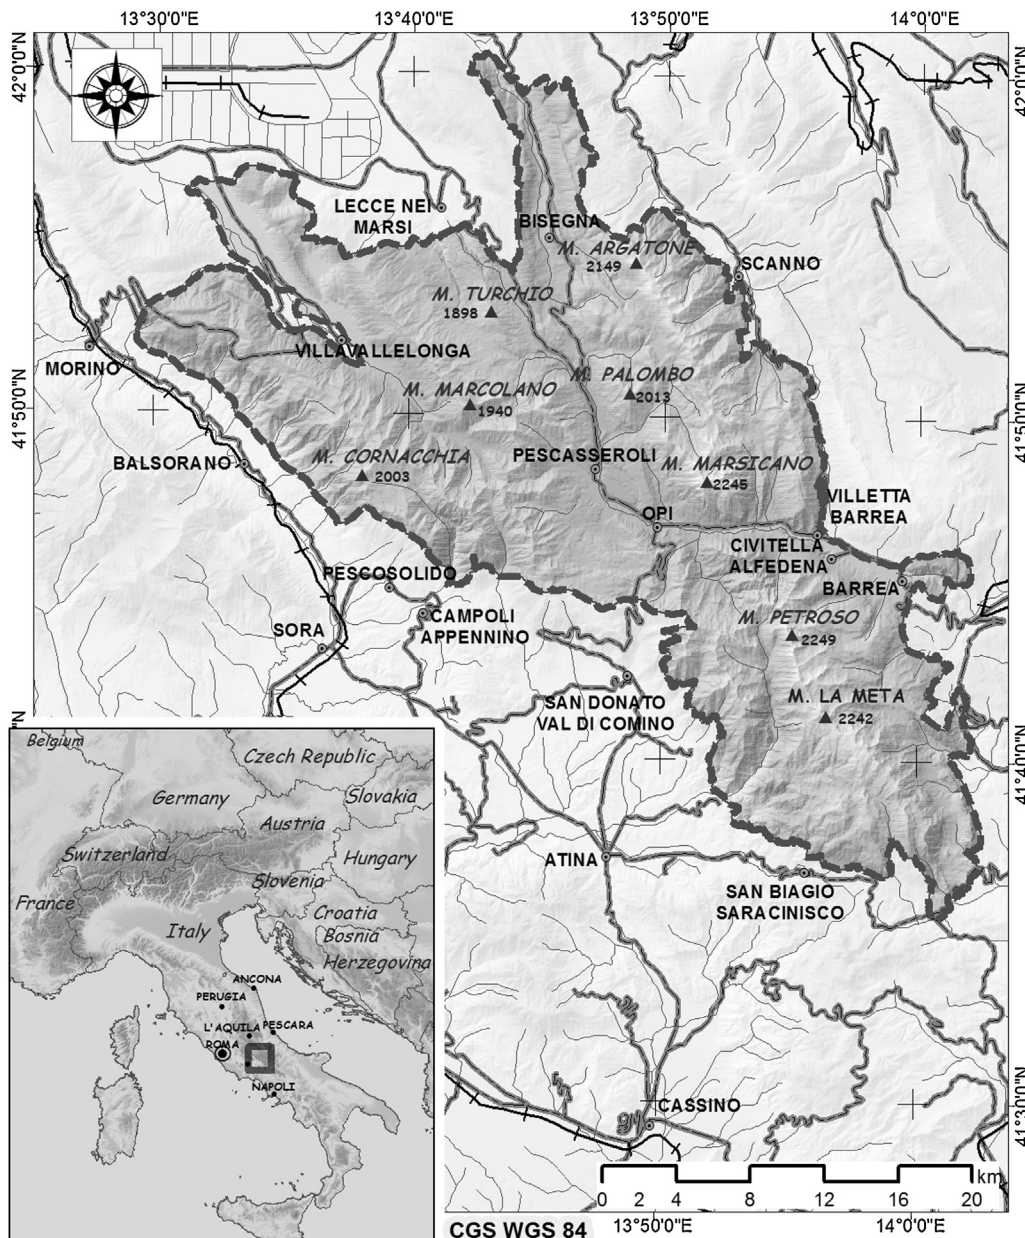 13°30'0"E
13°40'0"E
13°50'0"E
14°0'0"E
42°0'0"N
42°0'0"N
LECCE NEI
MARSI
BISEGNA
M. ARGATONE
2149
SCANNO
M. TURCHIO
1898
VILLAVALLELONGA
MORINO
M. PALOMBO
2013
M. MARCOLANO
1940
41°50'0"N
41°50'0"N
M. CORNACCHIA
2003
PESCASSEROLI
M. MARSICANO
2245
BALSORANO
VILLETTA
BARREA
OPI
CIVITELLA
ALFEDENA
BARREA
PESCOSOLIDO
CAMPOLI
APPENNINO
SORA
M. PETROSO
2249
M. LA META
2242
SAN DONATO
VAL DI COMINO
41°40'0"N
ATINA
SAN BIAGIO
SARACINISCO
CASSINO
41°30'0"N
km
0 2 4 8 12 16 20
13°50'0"E
14°0'0"E
CGS WGS 84
Belgium
Czech Republic
Germany
Slovakia
Austria
Switzerland
Hungary
Slovenia
France
Croatia
Italy
Bosnia
Herzegovina
ANCONA
PERUGIA
L'AQUILA
PESCARA
ROMA
NAPOLI